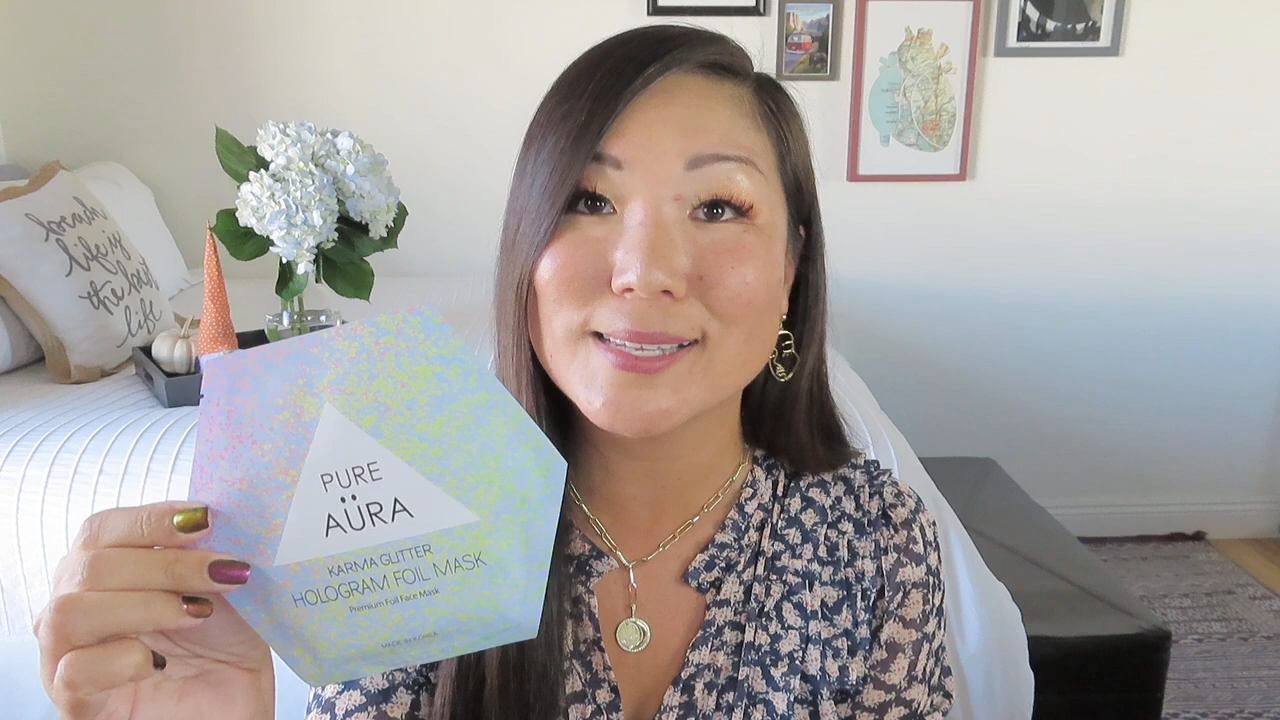 beach
life is
the best
life
PURE
AÜRA
KARMA GLITTER
HOLOGRAM FOIL MASK
Premium Foil Face Mask
MADE IN KOREA